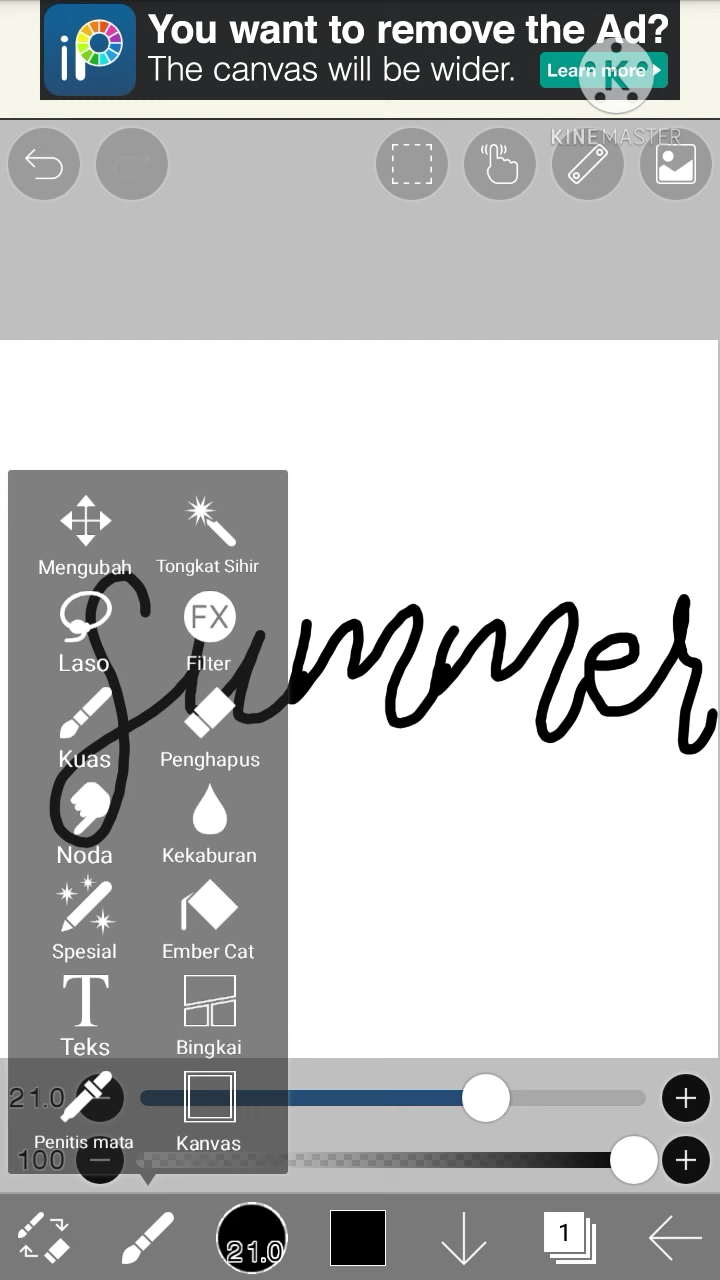 iP
You want to remove the Ad?
The canvas will be wider.
Learn more
K
KINEMASTER
Mengubah
Tongkat Sihir
Laso
FX
Filter
Summer
Kuas
Penghapus
Noda
Kekaburan
Spesial
Ember Cat
T
Teks
Bingkai
21.0
Penitis mata
Kanvas
100
21.0
1